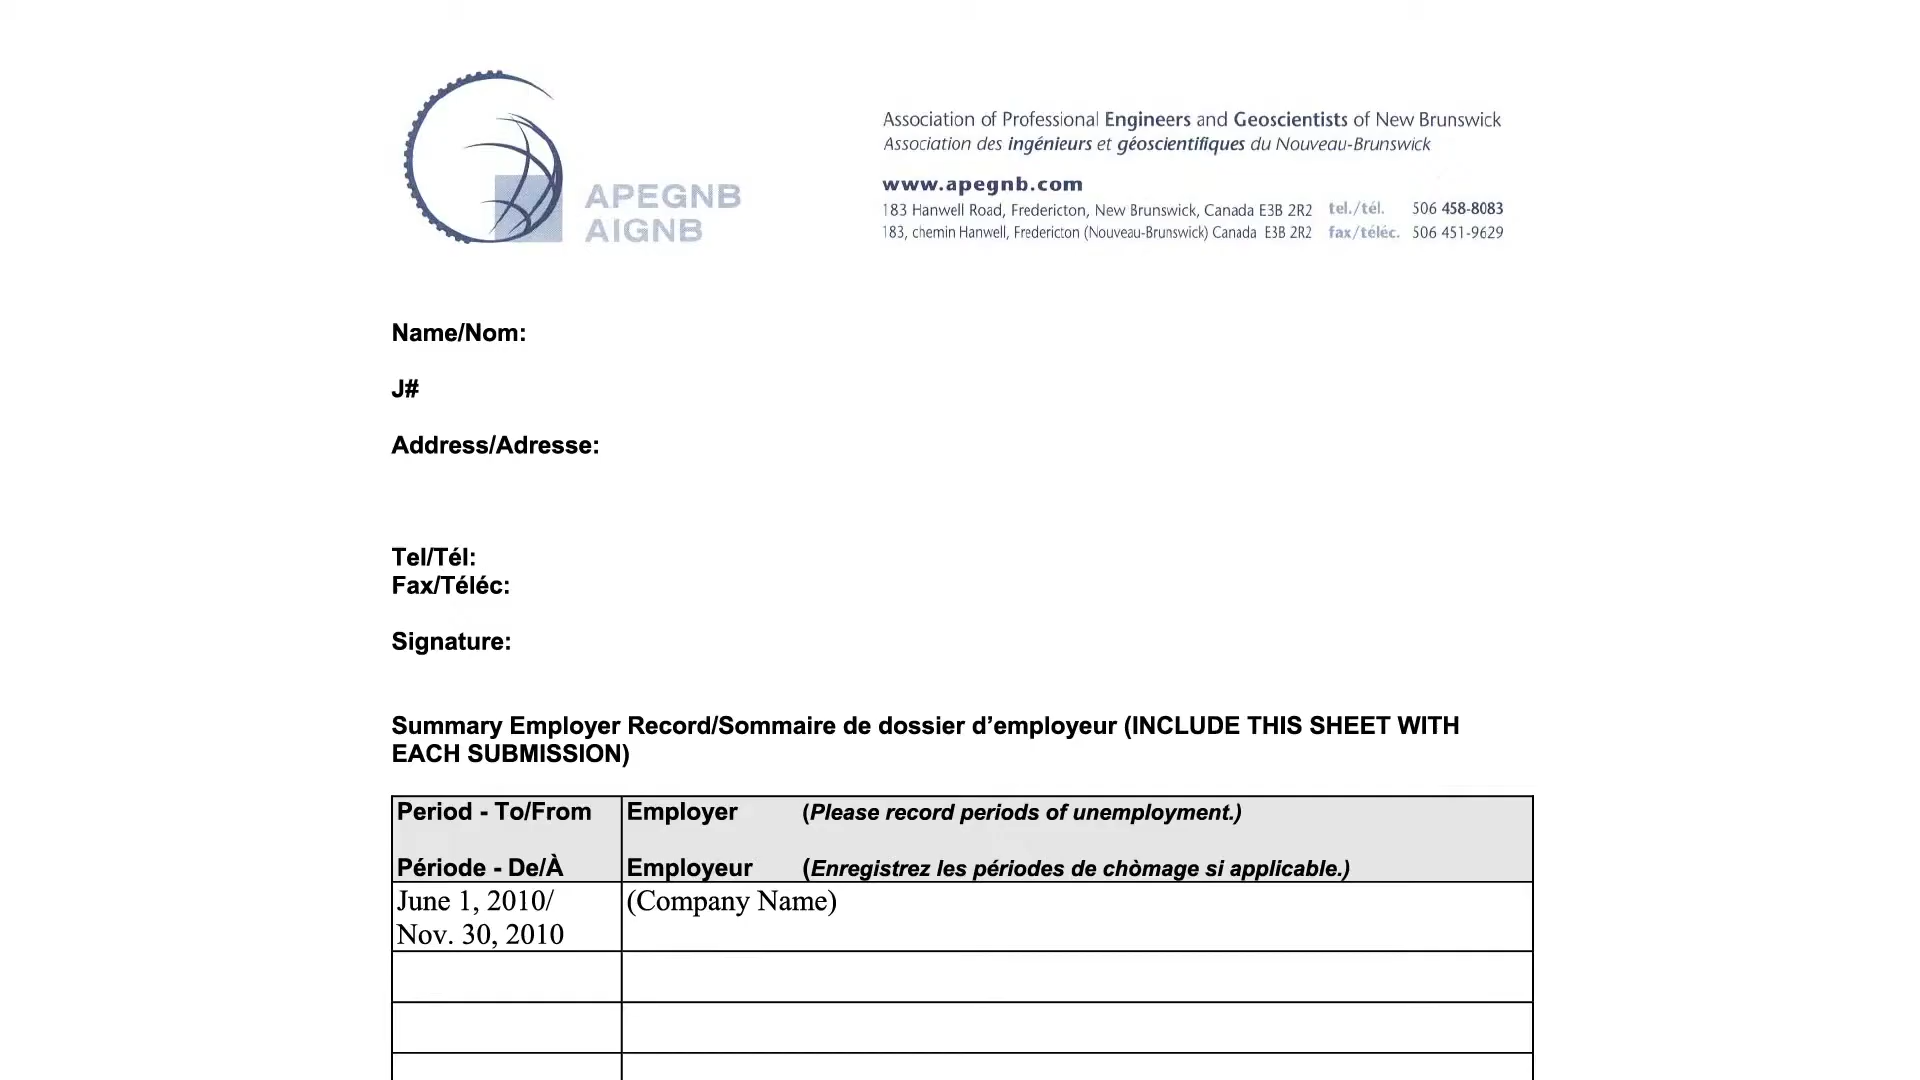 APEGNB
AIGNB
Association of Professional Engineers and Geoscientists of New Brunswick
Association des ingénieurs et géoscientifiques du Nouveau-Brunswick
www.apegnb.com
183 Hanwell Road, Fredericton, New Brunswick, Canada E3B 2R2 tel./tél. 506 458-8083
183, chemin Hanwell, Fredericton (Nouveau-Brunswick) Canada E3B 2R2 fax/téléc. 506 451-9629
Name/Nom:
J#
Address/Adresse:
Tel/Tél:
Fax/Téléc:
Signature:
Summary Employer Record/Sommaire de dossier d’employeur (INCLUDE THIS SHEET WITH
EACH SUBMISSION)
Period - To/From Employer (Please record periods of unemployment.)
Période - De/À Employeur (Enregistrez les périodes de chòmage si applicable.)
June 1, 2010/ (Company Name)
Nov. 30, 2010